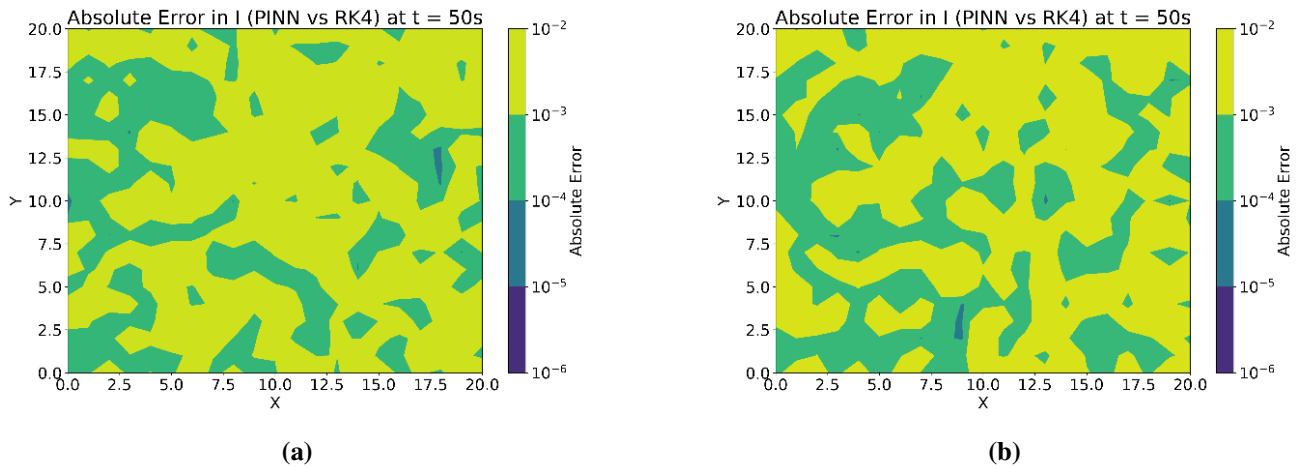 Absolute Error in I (PINN vs RK4) at t = 50s
20.0
17.5
15.0
12.5
10.0
7.5
5.0
2.5
0.0
Y
0.0 2.5 5.0 7.5 10.0 12.5 15.0 17.5 20.0
X
10⁻²
10⁻³
10⁻⁴
10⁻⁵
10⁻⁶
Absolute Error
(a)
Absolute Error in I (PINN vs RK4) at t = 50s
20.0
17.5
15.0
12.5
10.0
7.5
5.0
2.5
0.0
Y
0.0 2.5 5.0 7.5 10.0 12.5 15.0 17.5 20.0
X
10⁻²
10⁻³
10⁻⁴
10⁻⁵
10⁻⁶
Absolute Error
(b)